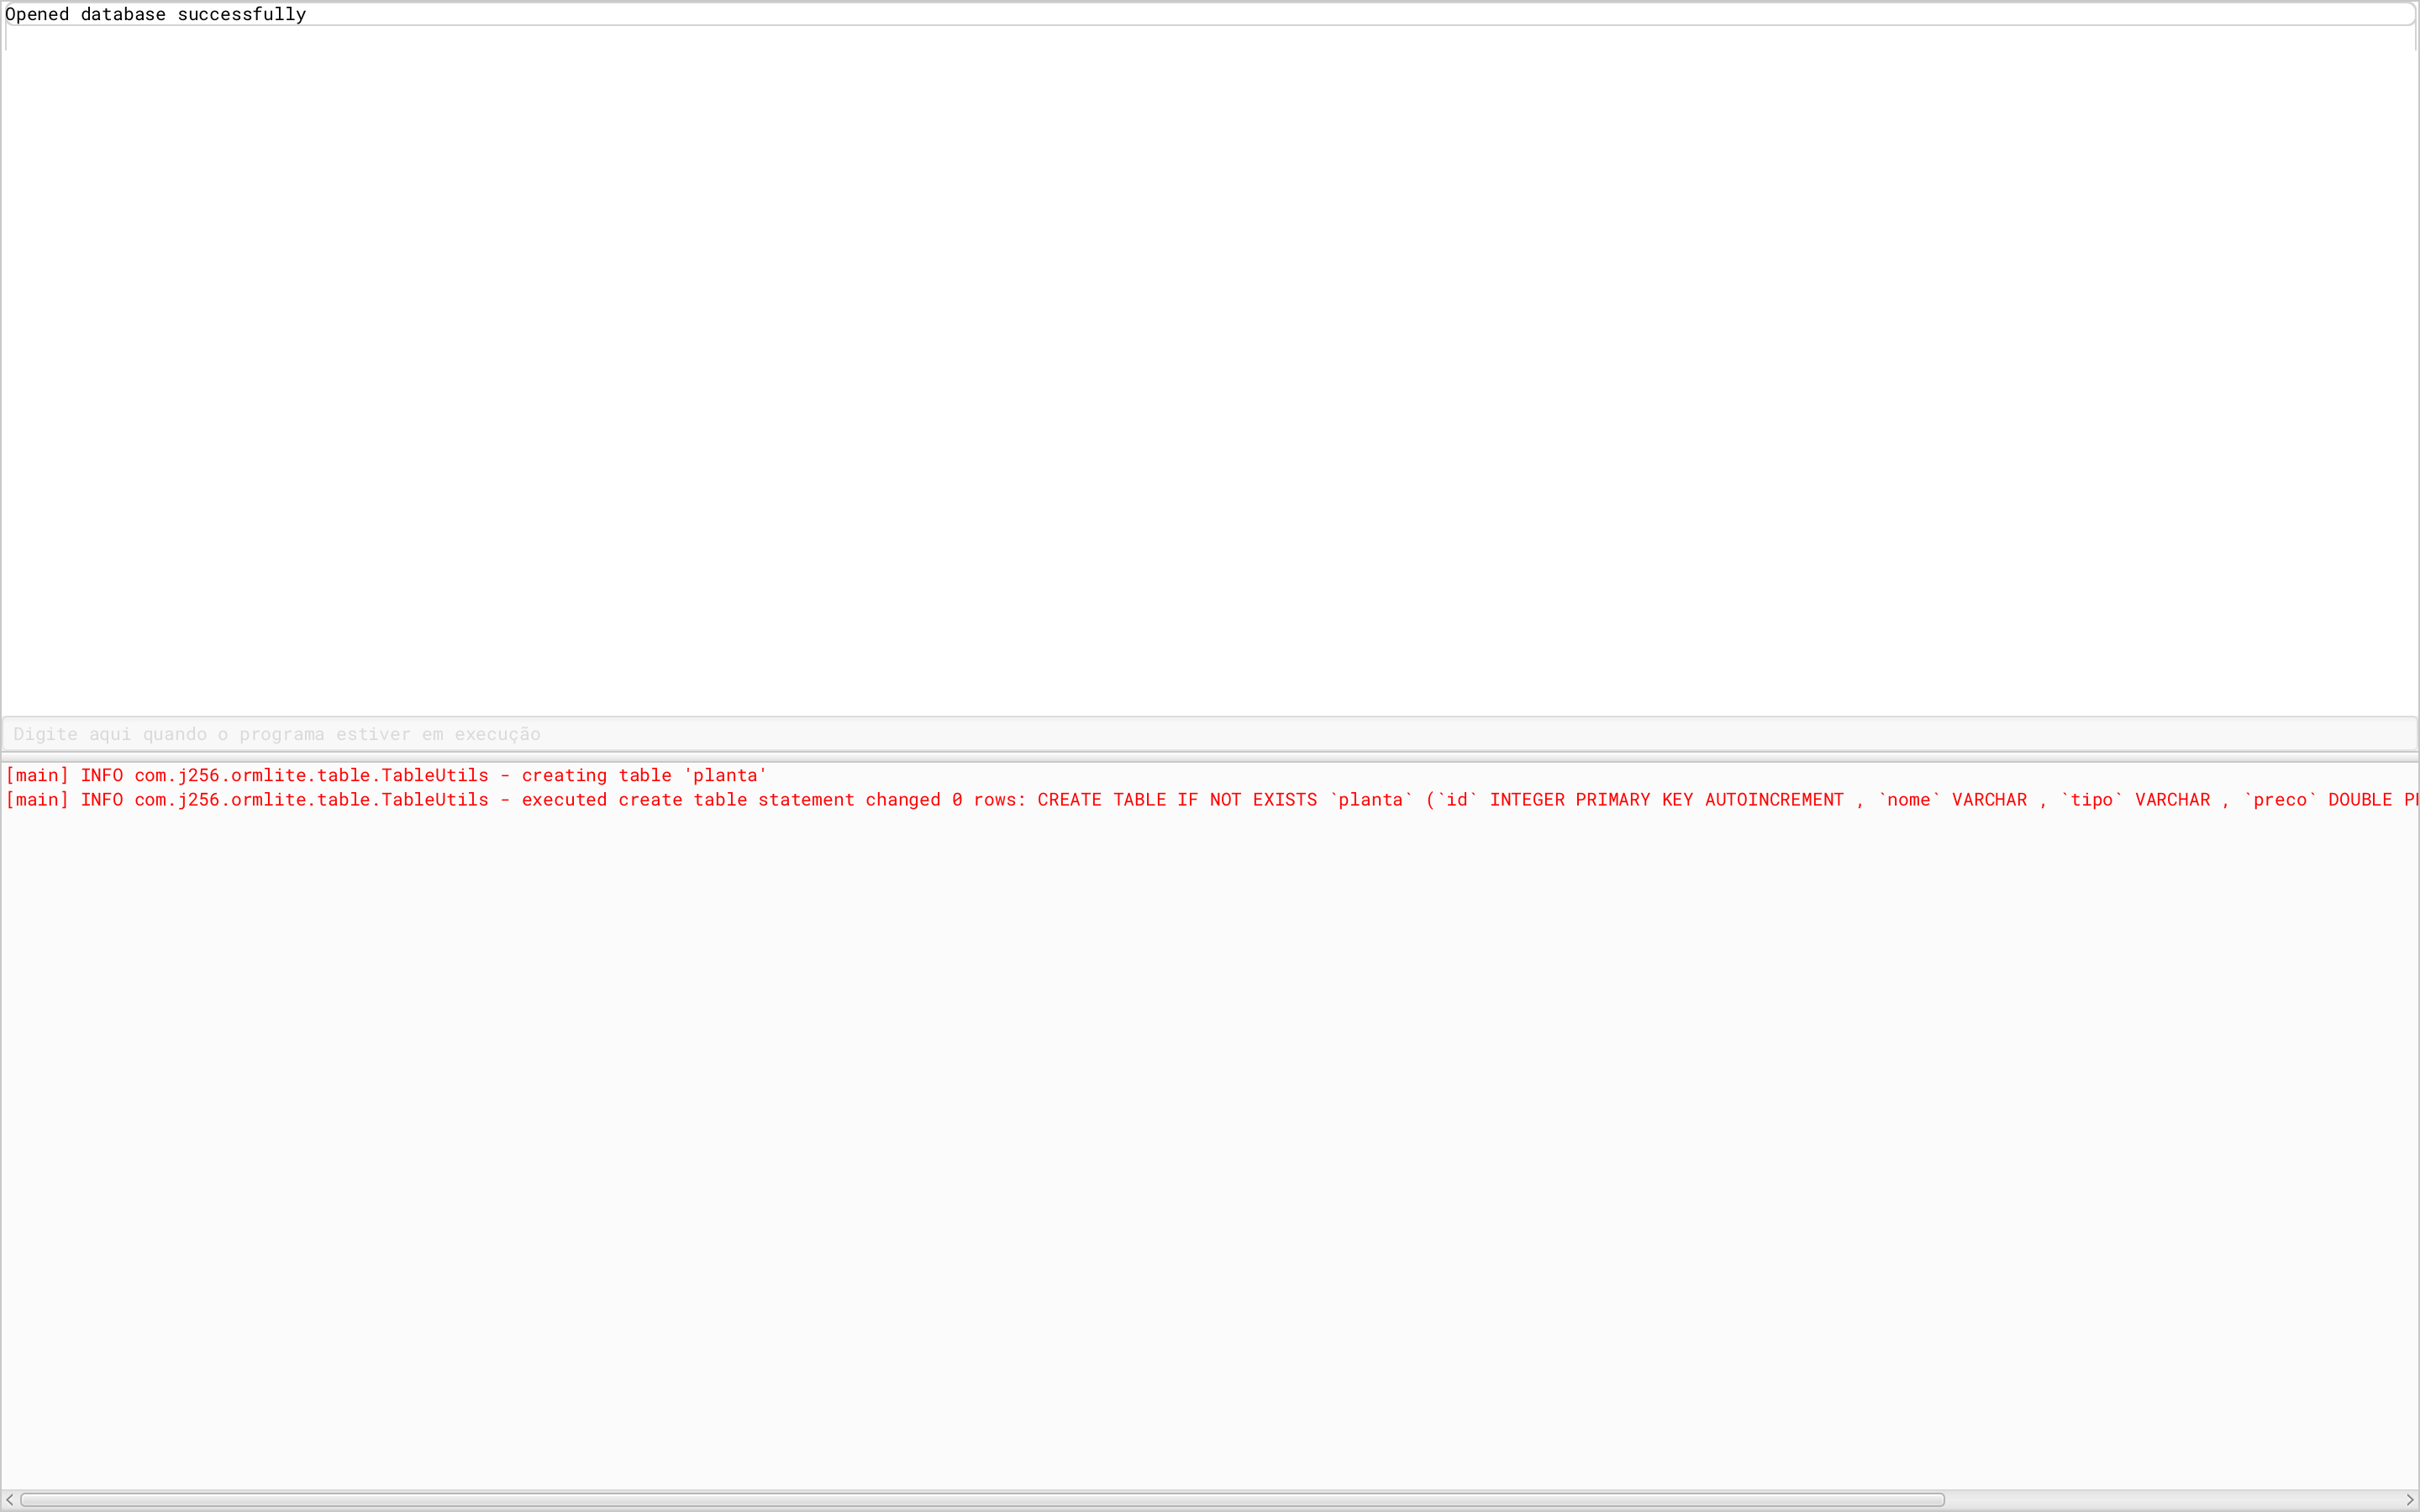 Opened database successfully
Digite aqui quando o programa estiver em execução
[main] INFO com.j256.ormlite.table.TableUtils - creating table 'planta'
[main] INFO com.j256.ormlite.table.TableUtils - executed create table statement changed 0 rows: CREATE TABLE IF NOT EXISTS `planta` (`id` INTEGER PRIMARY KEY AUTOINCREMENT , `nome` VARCHAR , `tipo` VARCHAR , `preco` DOUBLE